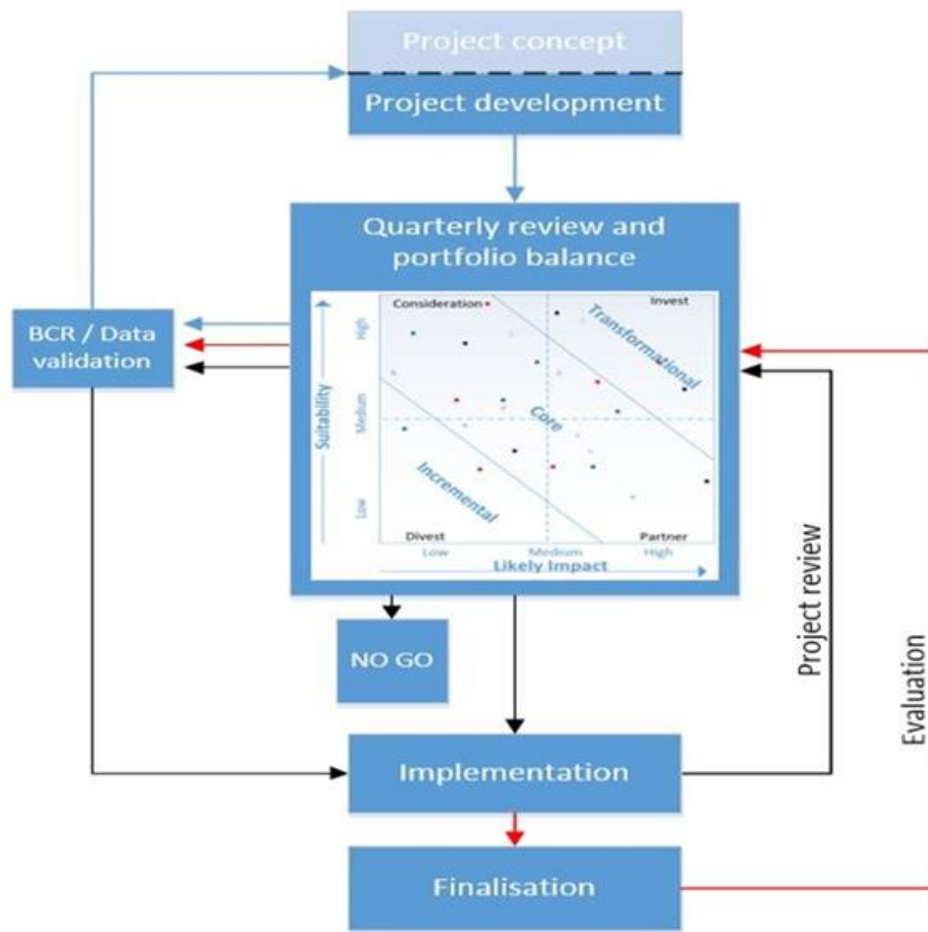 Project concept
Project development
Quarterly review and
portfolio balance
BCR / Data
validation
Consideration
Invest
Transformational
Core
Incremental
Divest
Partner
Suitability
High
Medium
Low
Low
Medium
High
Likely Impact
NO GO
Project review
Evaluation
Implementation
Finalisation